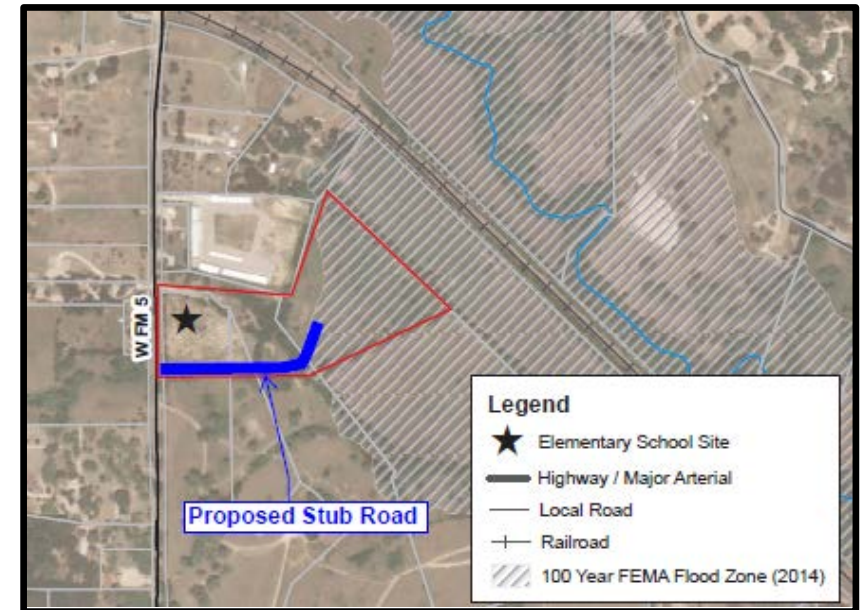 W FM 5
Proposed Stub Road
Legend
Elementary School Site
Highway / Major Arterial
Local Road
Railroad
100 Year FEMA Flood Zone (2014)